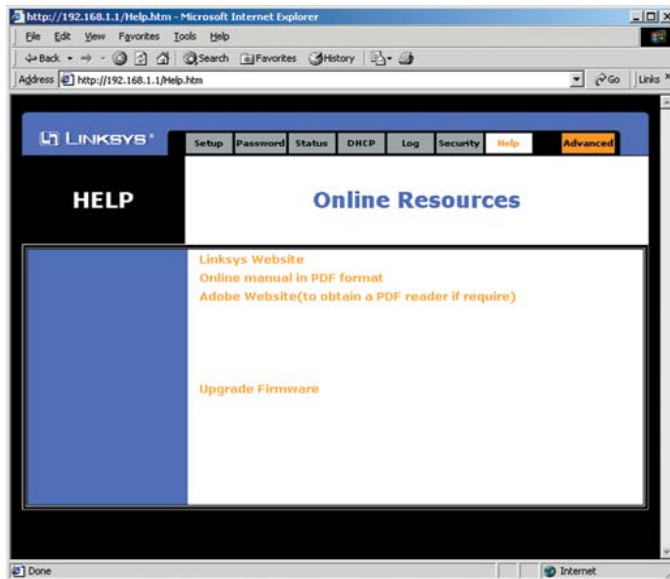 http://192.168.1.1/Help.htm - Microsoft Internet Explorer
File Edit View Favorites Tools Help
Back Search Favorites History
Address http://192.168.1.1/Help.htm Go Links »
LINKSYS® Setup Password Status DHCP Log Security Help Advanced
HELP Online Resources
Linksys Website
Online manual in PDF format
Adobe Website(to obtain a PDF reader if require)
Upgrade Firmware
Done Internet